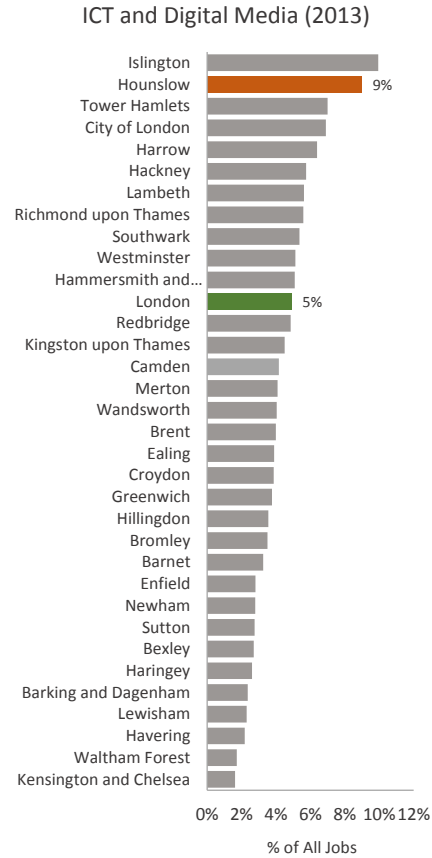 ICT and Digital Media (2013)
Islington
Hounslow 9%
Tower Hamlets
City of London
Harrow
Hackney
Lambeth
Richmond upon Thames
Southwark
Westminster
Hammersmith and...
London 5%
Redbridge
Kingston upon Thames
Camden
Merton
Wandsworth
Brent
Ealing
Croydon
Greenwich
Hillingdon
Bromley
Barnet
Enfield
Newham
Sutton
Bexley
Haringey
Barking and Dagenham
Lewisham
Havering
Waltham Forest
Kensington and Chelsea
0% 2% 4% 6% 8% 10% 12%
% of All Jobs